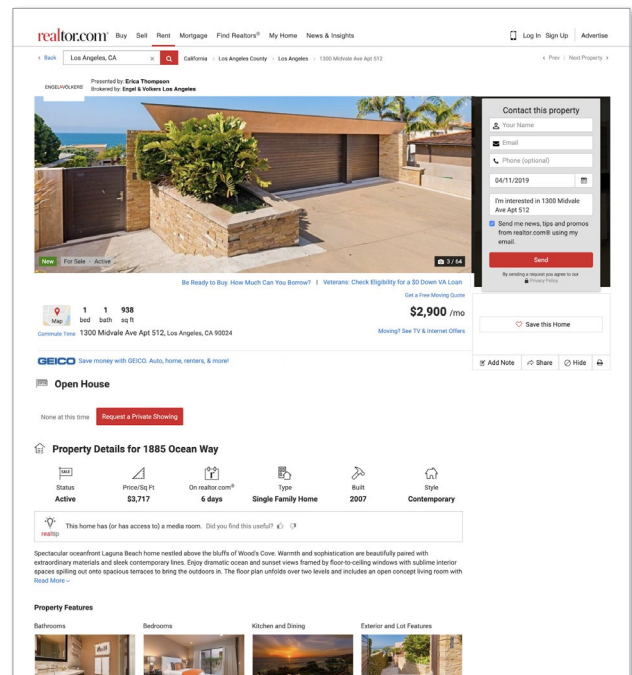 realtor.com® Buy Sell Rent Mortgage Find Realtors® My Home News & Insights Log In Sign Up Advertise
‹ Back Los Angeles, CA × California › Los Angeles County › Los Angeles › 1300 Midvale Ave Apt 512 ‹ Prev | Next Property ›
ENGEL&VÖLKERS
Presented by: Erica Thompson
Brokered by: Engel & Volkers Los Angeles
New For Sale - Active
3 / 64
Contact this property
Your Name
Email
Phone (optional)
04/11/2019
I'm interested in 1300 Midvale
Ave Apt 512
Send me news, tips and promos
from realtor.com® using my
email.
Send
By sending a request you agree to our
Privacy Policy
Be Ready to Buy. How Much Can You Borrow? | Veterans: Check Eligibility for a $0 Down VA Loan
Get a Free Moving Quote
Map
Commute Time
1 bed 1 bath 938 sq ft
$2,900 /mo
1300 Midvale Ave Apt 512, Los Angeles, CA 90024
Moving? See TV & Internet Offers
Save this Home
Add Note Share Hide
GEICO Save money with GEICO. Auto, home, renters, & more!
OPEN
Open House
None at this time Request a Private Showing
Property Details for 1885 Ocean Way
SALE
Status Price/Sq Ft On realtor.com® Type Built Style
Active $3,717 6 days Single Family Home 2007 Contemporary
realtip
This home has (or has access to) a media room. Did you find this useful?
Spectacular oceanfront Laguna Beach home nestled above the bluffs of Wood's Cove. Warmth and sophistication are beautifully paired with
extraordinary materials and sleek contemporary lines. Enjoy dramatic ocean and sunset views framed by floor-to-ceiling windows with sublime interior
spaces spilling out onto spacious terraces to bring the outdoors in. The floor plan unfolds over two levels and includes an open concept living room with
Read More
Property Features
Bathrooms Bedrooms Kitchen and Dining Exterior and Lot Features